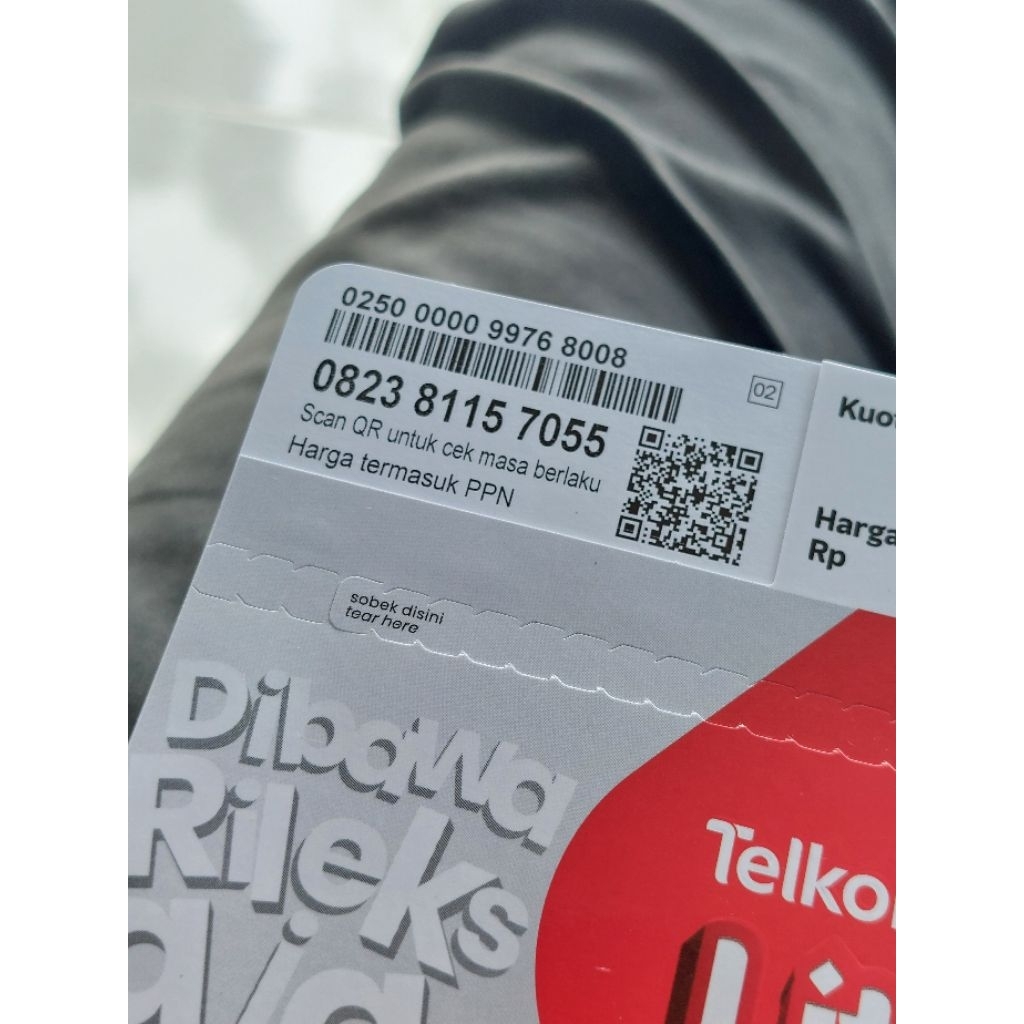 0250 0000 9976 8008
0823 8115 7055
Scan QR untuk cek masa berlaku
Harga termasuk PPN
02
Harga
Rp
sobek disini
tear here
Dibawa
Rileks
aja